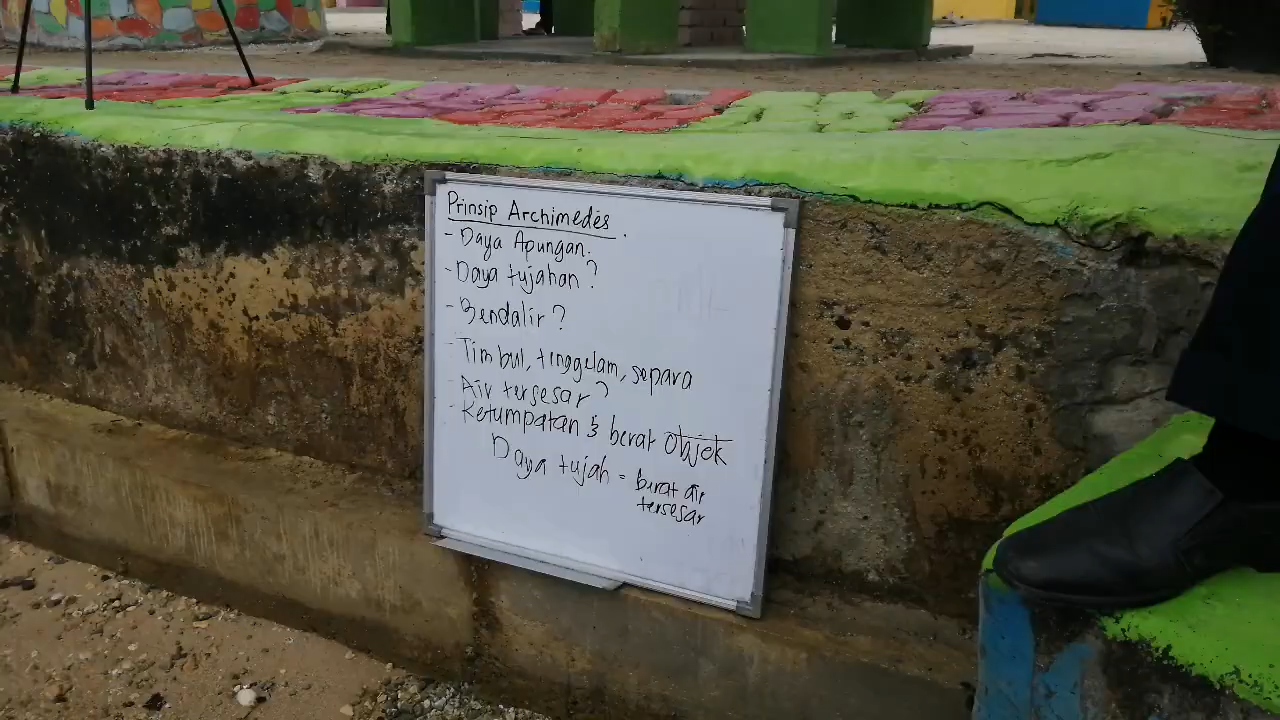 Prinsip Archimedes.
- Daya Apungan.
- Daya tujahan?
- Bendalir?
- Timbul, tenggelam, separa
- Air tersesar?
- Ketumpatan & berat Objek
Daya tujah = berat air
tersesar